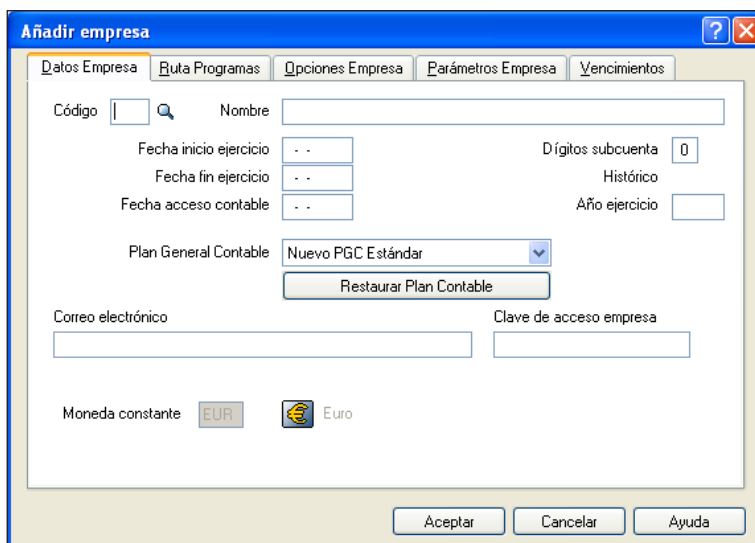 Añadir empresa
Datos Empresa Ruta Programas Opciones Empresa Parámetros Empresa Vencimientos
Código Nombre
Fecha inicio ejercicio - - Dígitos subcuenta 0
Fecha fin ejercicio - - Histórico
Fecha acceso contable - - Año ejercicio
Plan General Contable Nuevo PGC Estándar
Restaurar Plan Contable
Correo electrónico Clave de acceso empresa
Moneda constante EUR € Euro
Aceptar Cancelar Ayuda